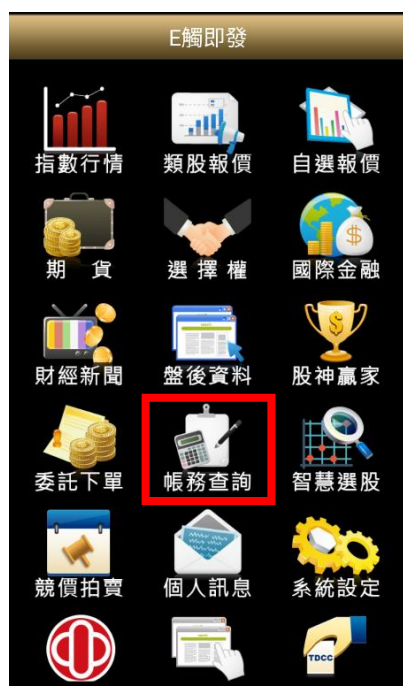 E觸即發
指數行情 類股報價 自選報價
期 貨 選 擇 權 國際金融
財經新聞 盤後資料 股神贏家
委託下單 帳務查詢 智慧選股
競價拍賣 個人訊息 系統設定
TDCC